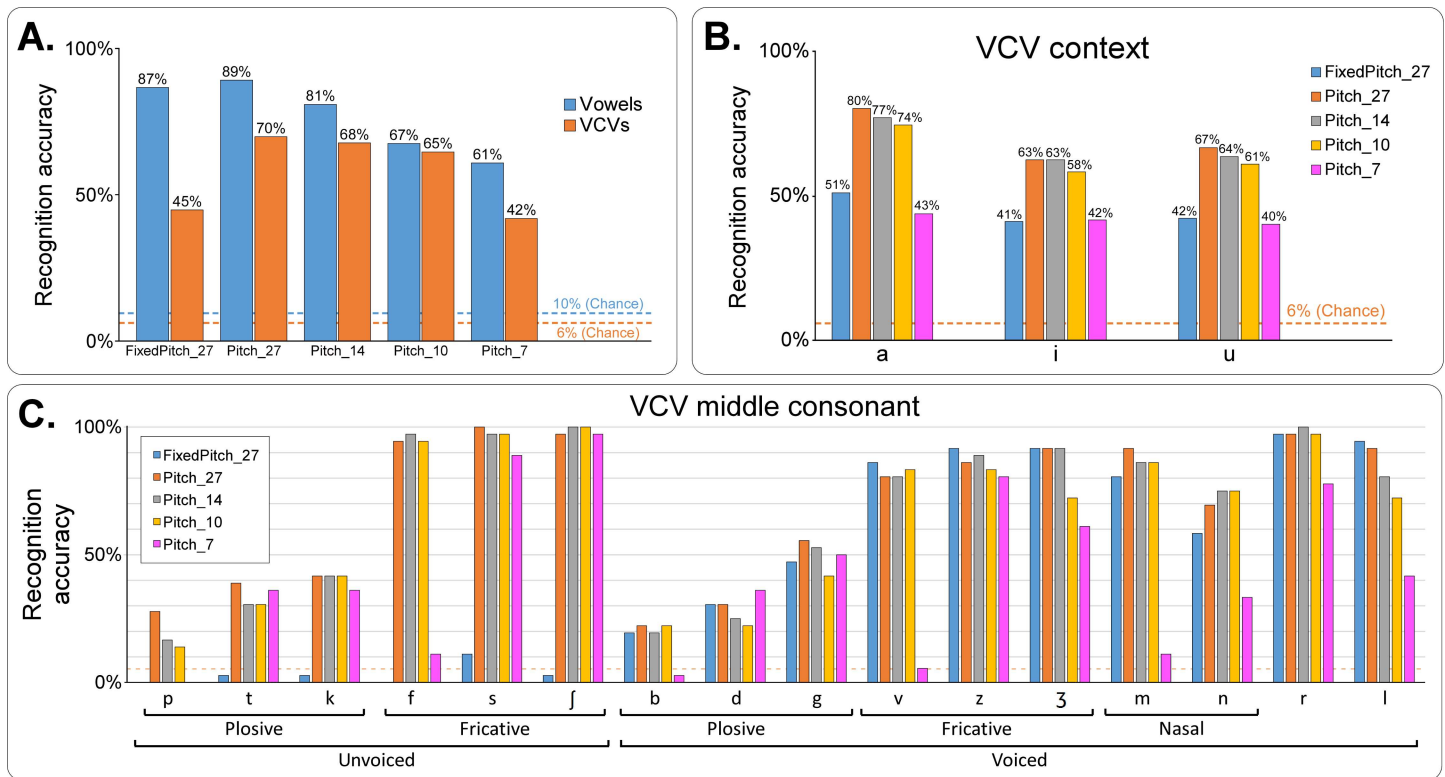 A.
100%
50%
0%
Recognition accuracy
87%
45%
89%
70%
81%
68%
67%
65%
61%
42%
Vowels
VCVs
10% (Chance)
6% (Chance)
FixedPitch_27 Pitch_27 Pitch_14 Pitch_10 Pitch_7
B.
VCV context
100%
50%
0%
Recognition accuracy
51%
80%
77%
74%
43%
41%
63%
63%
58%
42%
42%
67%
64%
61%
40%
FixedPitch_27
Pitch_27
Pitch_14
Pitch_10
Pitch_7
6% (Chance)
a i u
C.
VCV middle consonant
100%
50%
0%
Recognition
accuracy
FixedPitch_27
Pitch_27
Pitch_14
Pitch_10
Pitch_7
p t k f s ʃ b d g v z ʒ m n r l
Plosive Fricative Plosive Fricative Nasal
Unvoiced Voiced